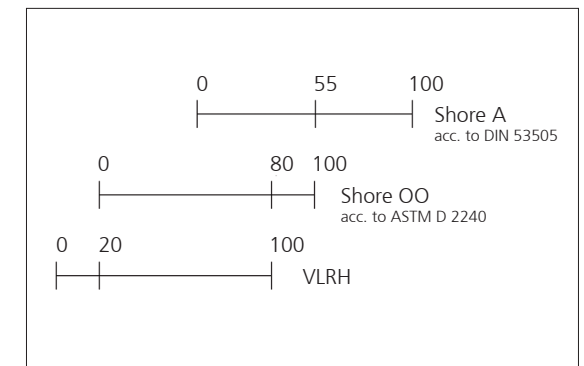 0 55 100
Shore A
acc. to DIN 53505
0 80 100
Shore OO
acc. to ASTM D 2240
0 20 100
VLRH